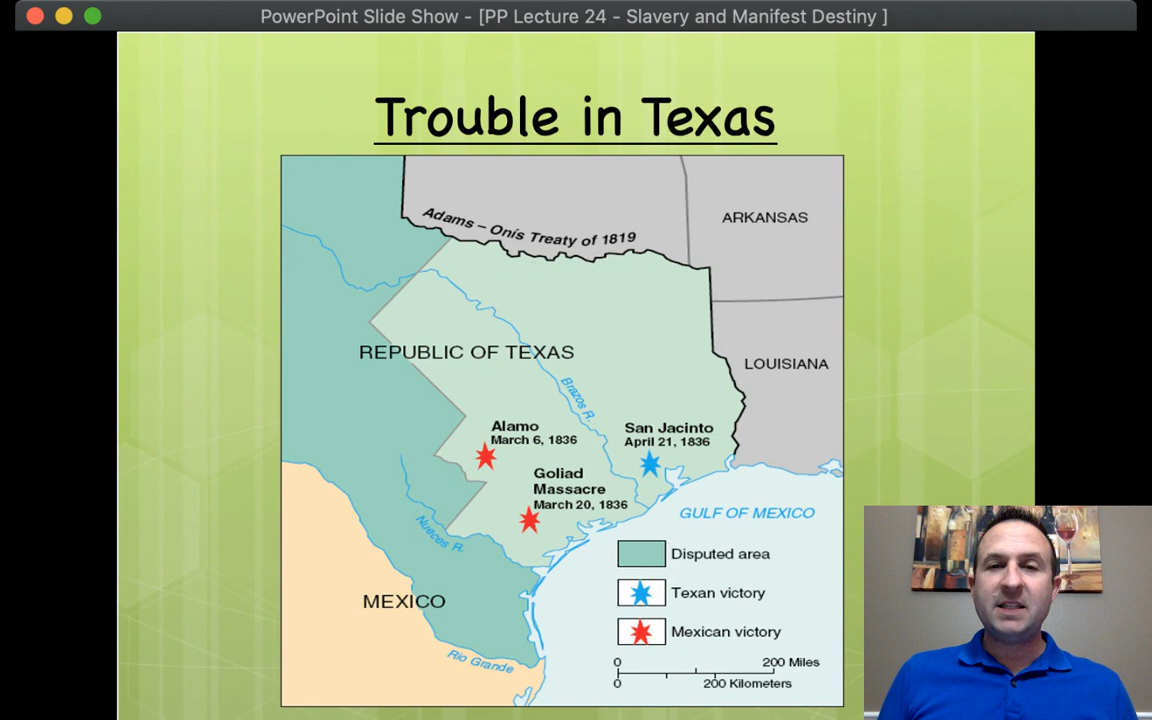 PowerPoint Slide Show - [PP Lecture 24 - Slavery and Manifest Destiny ]
Trouble in Texas
Adams – Onís Treaty of 1819
ARKANSAS
REPUBLIC OF TEXAS
LOUISIANA
Brazos R.
Alamo
March 6, 1836
San Jacinto
April 21, 1836
Goliad
Massacre
March 20, 1836
GULF OF MEXICO
Nueces R.
Disputed area
Texan victory
MEXICO
Mexican victory
Rio Grande
0 200 Miles
0 200 Kilometers